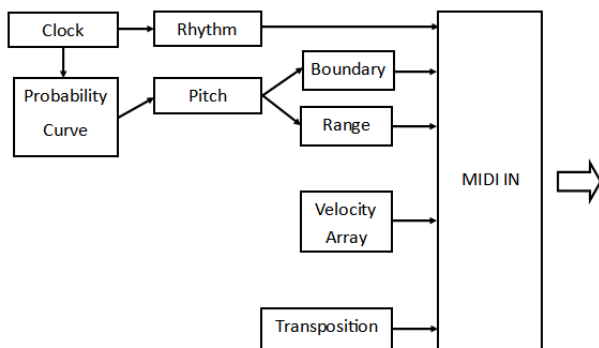 Clock
Rhythm
Boundary
Probability
Curve
Pitch
Range
MIDI IN
Velocity
Array
Transposition